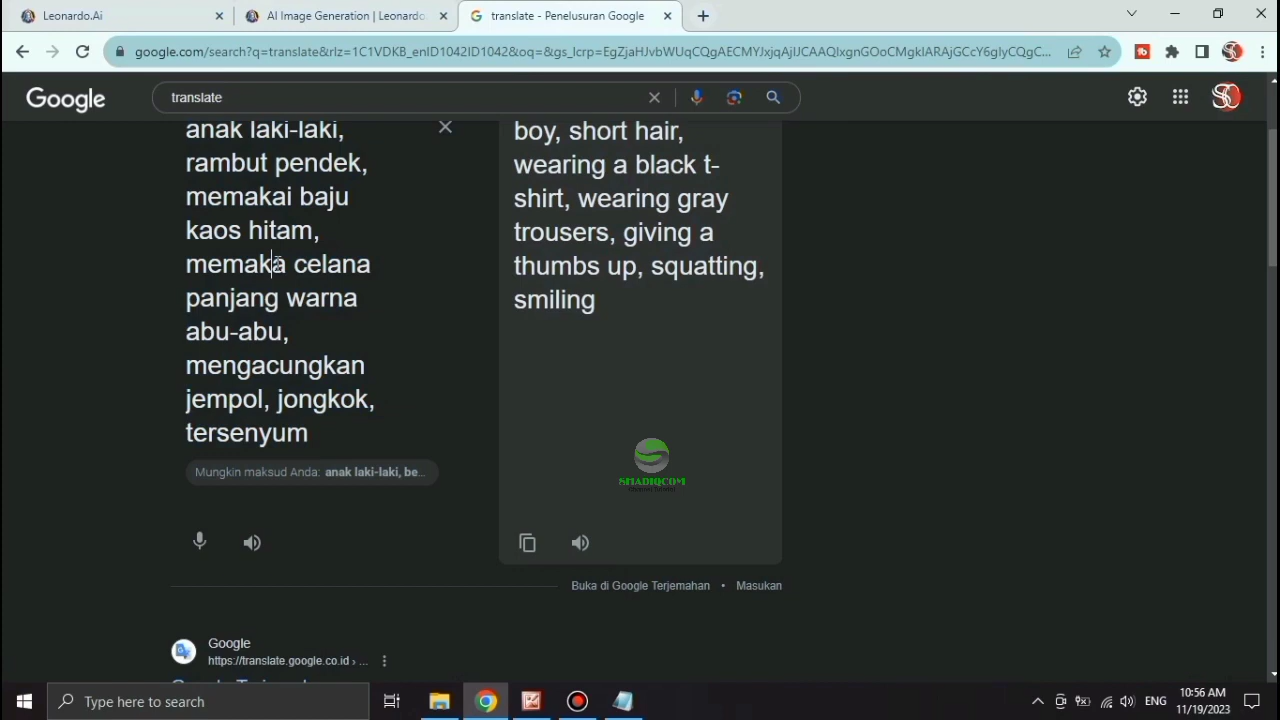 Leonardo.Ai
AI Image Generation | Leonardo.
translate - Penelusuran Google
google.com/search?q=translate&rlz=1C1VDKB_enID1042ID1042&oq=&gs_lcrp=EgZjaHJvbWUqCQgAECMYJxjqAjIJCAAQIxgnGOoCMgkIARAjGCcY6gIyCQgC...
Google
translate
anak laki-laki,
rambut pendek,
memakai baju
kaos hitam,
memaka celana
panjang warna
abu-abu,
mengacungkan
jempol, jongkok,
tersenyum
Mungkin maksud Anda: anak laki-laki, be...
boy, short hair,
wearing a black t-
shirt, wearing gray
trousers, giving a
thumbs up, squatting,
smiling
SHADIQCOM
Buka di Google Terjemahan • Masukan
Google
https://translate.google.co.id › ...
Type here to search
ENG
10:56 AM
11/19/2023